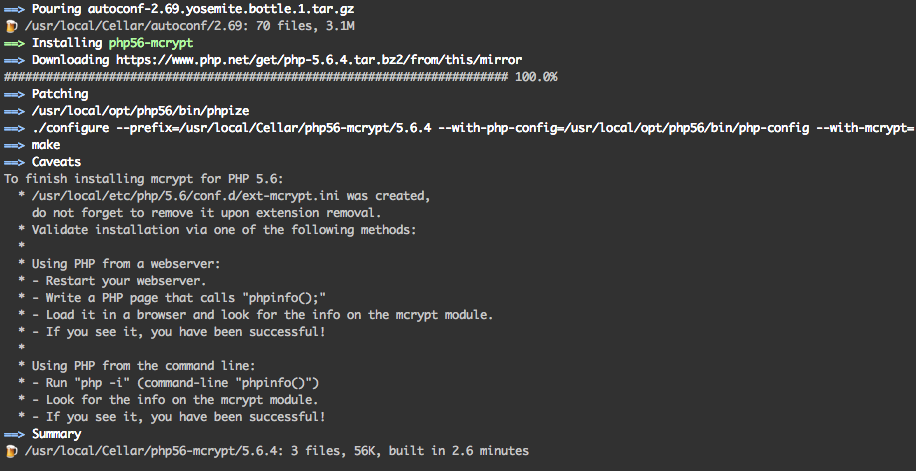 ==> Pouring autoconf-2.69.yosemite.bottle.1.tar.gz
🍺 /usr/local/Cellar/autoconf/2.69: 70 files, 3.1M
==> Installing php56-mcrypt
==> Downloading https://www.php.net/get/php-5.6.4.tar.bz2/from/this/mirror
######################################################################## 100.0%
==> Patching
==> /usr/local/opt/php56/bin/phpize
==> ./configure --prefix=/usr/local/Cellar/php56-mcrypt/5.6.4 --with-php-config=/usr/local/opt/php56/bin/php-config --with-mcrypt=
==> make
==> Caveats
To finish installing mcrypt for PHP 5.6:
  * /usr/local/etc/php/5.6/conf.d/ext-mcrypt.ini was created,
    do not forget to remove it upon extension removal.
  * Validate installation via one of the following methods:
  *
  * Using PHP from a webserver:
  * - Restart your webserver.
  * - Write a PHP page that calls "phpinfo();"
  * - Load it in a browser and look for the info on the mcrypt module.
  * - If you see it, you have been successful!
  *
  * Using PHP from the command line:
  * - Run "php -i" (command-line "phpinfo()")
  * - Look for the info on the mcrypt module.
  * - If you see it, you have been successful!
==> Summary
🍺 /usr/local/Cellar/php56-mcrypt/5.6.4: 3 files, 56K, built in 2.6 minutes